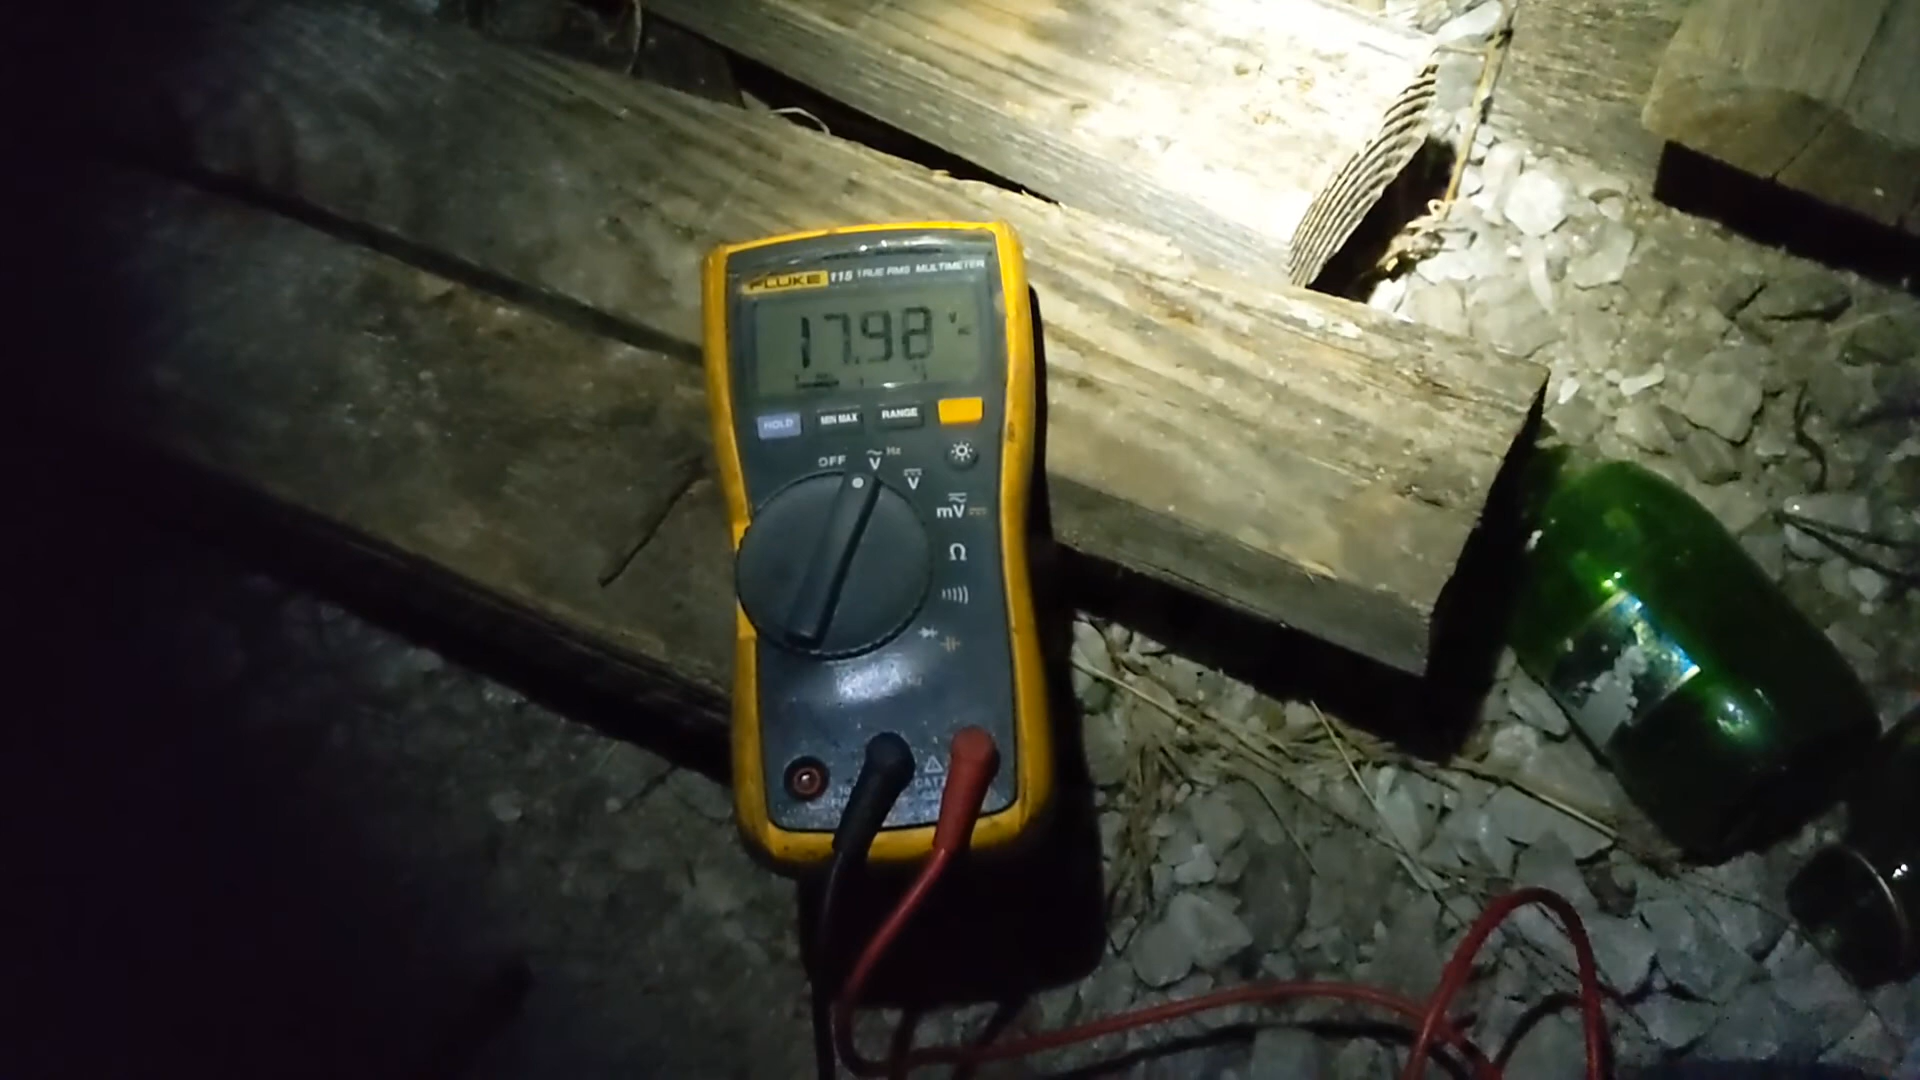 FLUKE 115 TRUE RMS MULTIMETER
17.98 V
HOLD MIN MAX RANGE
OFF Ṽ Hz
V
mV
Ω